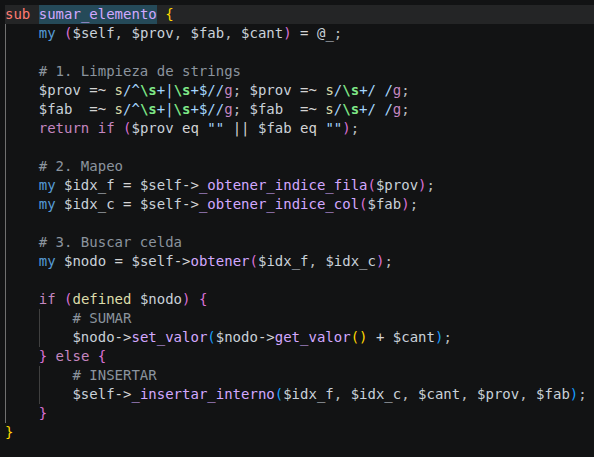 sub sumar_elemento {
    my ($self, $prov, $fab, $cant) = @_;

    # 1. Limpieza de strings
    $prov =~ s/^\s+|\s+$//g; $prov =~ s/\s+/ /g;
    $fab  =~ s/^\s+|\s+$//g; $fab  =~ s/\s+/ /g;
    return if ($prov eq "" || $fab eq "");

    # 2. Mapeo
    my $idx_f = $self->_obtener_indice_fila($prov);
    my $idx_c = $self->_obtener_indice_col($fab);

    # 3. Buscar celda
    my $nodo = $self->obtener($idx_f, $idx_c);

    if (defined $nodo) {
        # SUMAR
        $nodo->set_valor($nodo->get_valor() + $cant);
    } else {
        # INSERTAR
        $self->_insertar_interno($idx_f, $idx_c, $cant, $prov, $fab);
    }
}